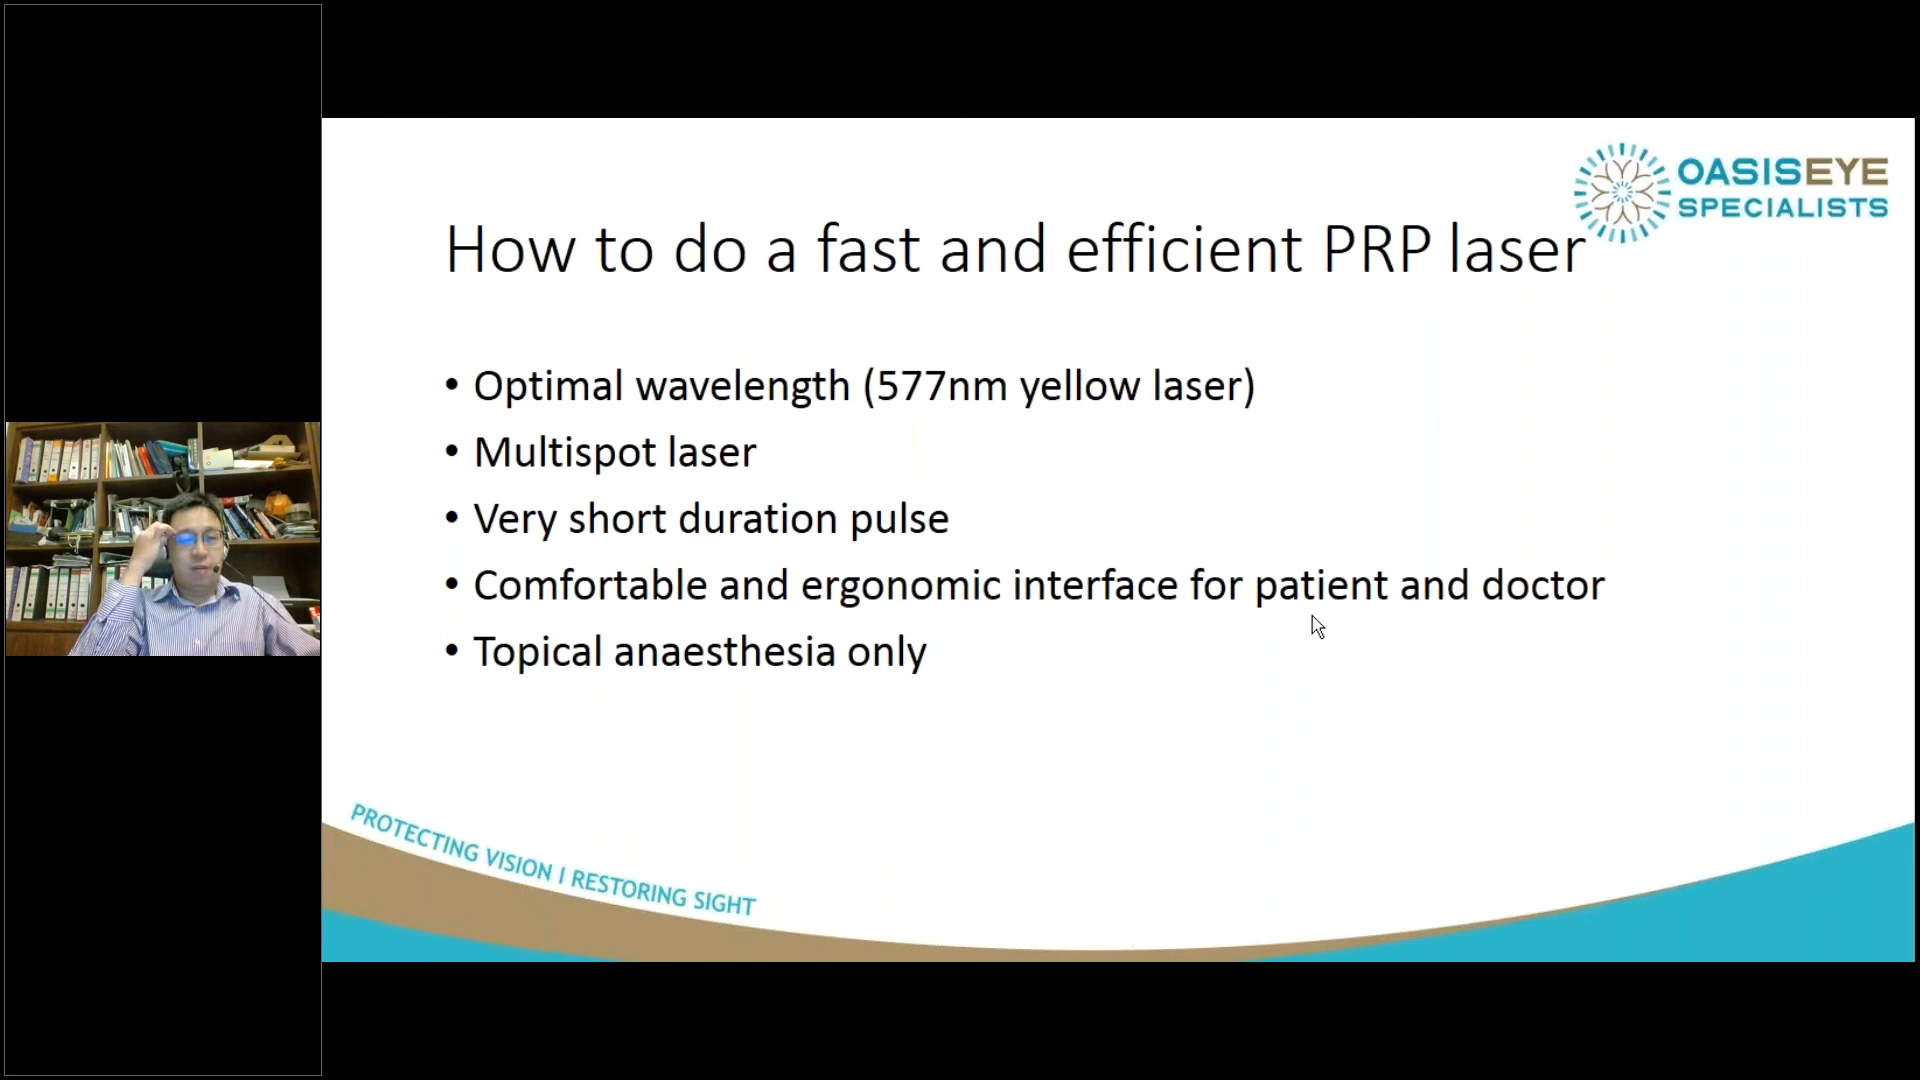 OASISEYE
SPECIALISTS
How to do a fast and efficient PRP laser
• Optimal wavelength (577nm yellow laser)
• Multispot laser
• Very short duration pulse
• Comfortable and ergonomic interface for patient and doctor
• Topical anaesthesia only
PROTECTING VISION I RESTORING SIGHT